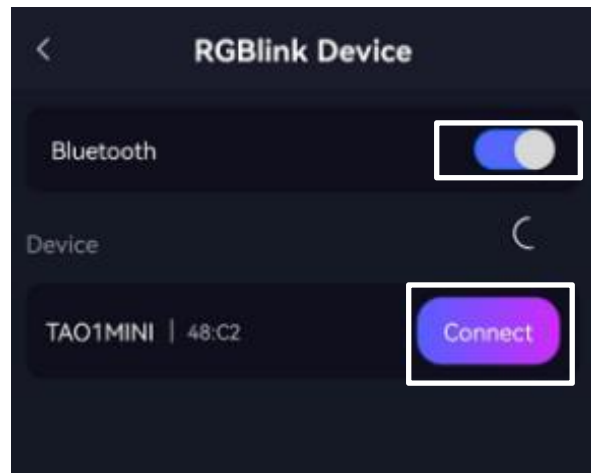 RGBlink Device
Bluetooth
Device
TAO1MINI | 48:C2
Connect